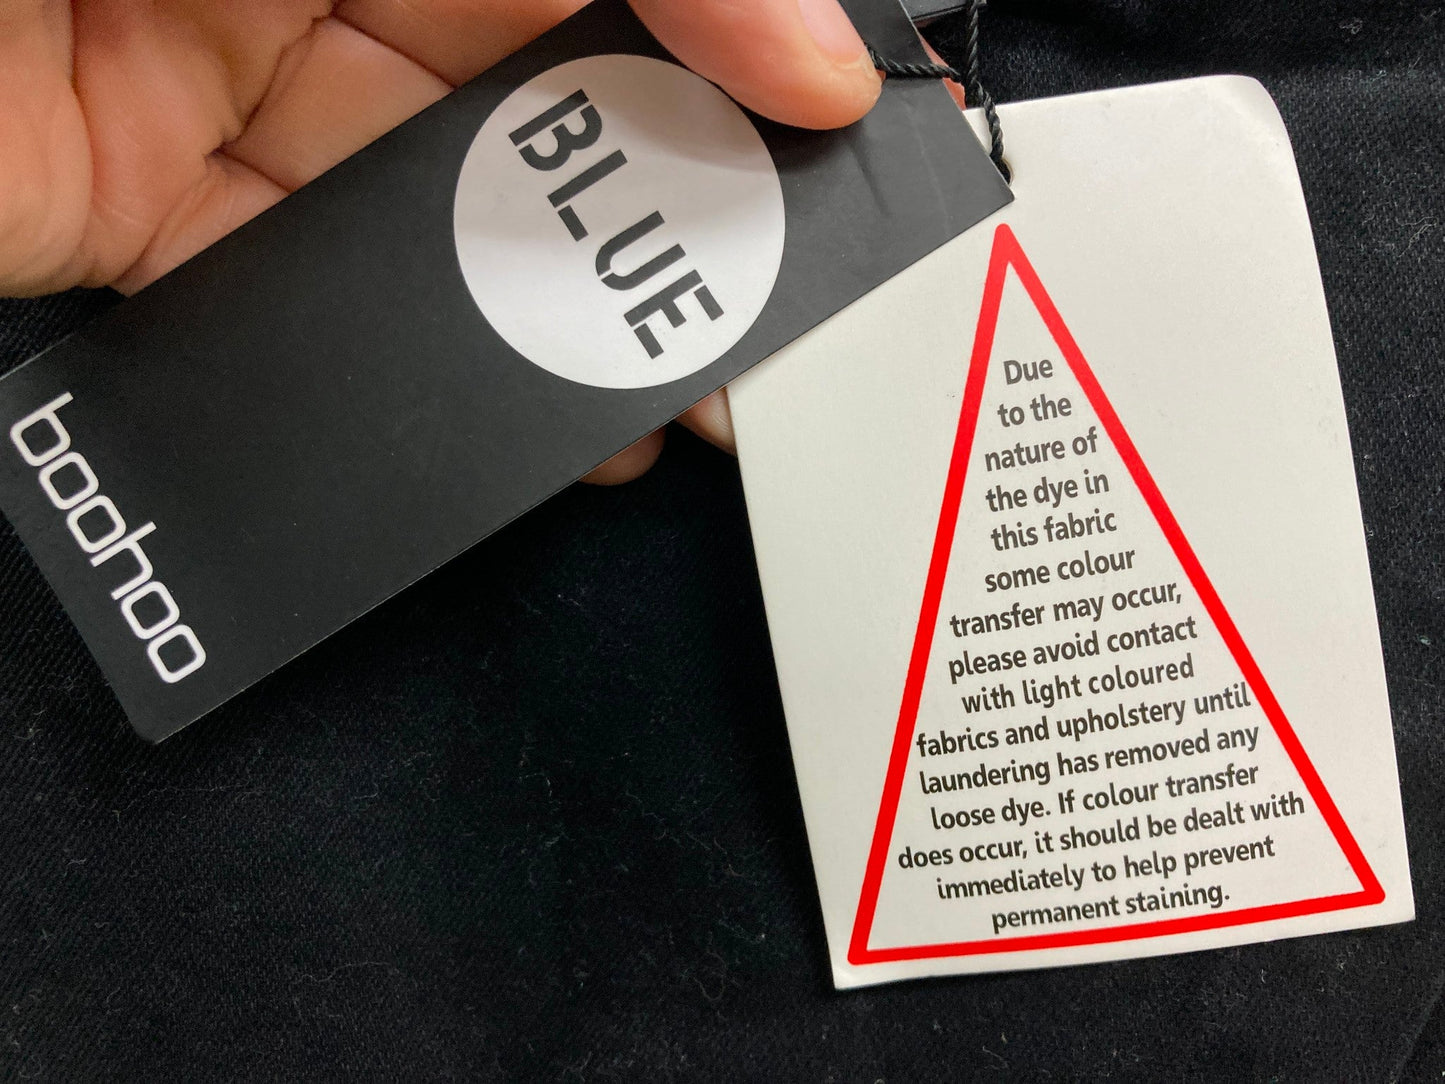 BLUE
boohoo
Due
to the
nature of
the dye in
this fabric
some colour
transfer may occur,
please avoid contact
with light coloured
fabrics and upholstery until
laundering has removed any
loose dye. If colour transfer
does occur, it should be dealt with
immediately to help prevent
permanent staining.